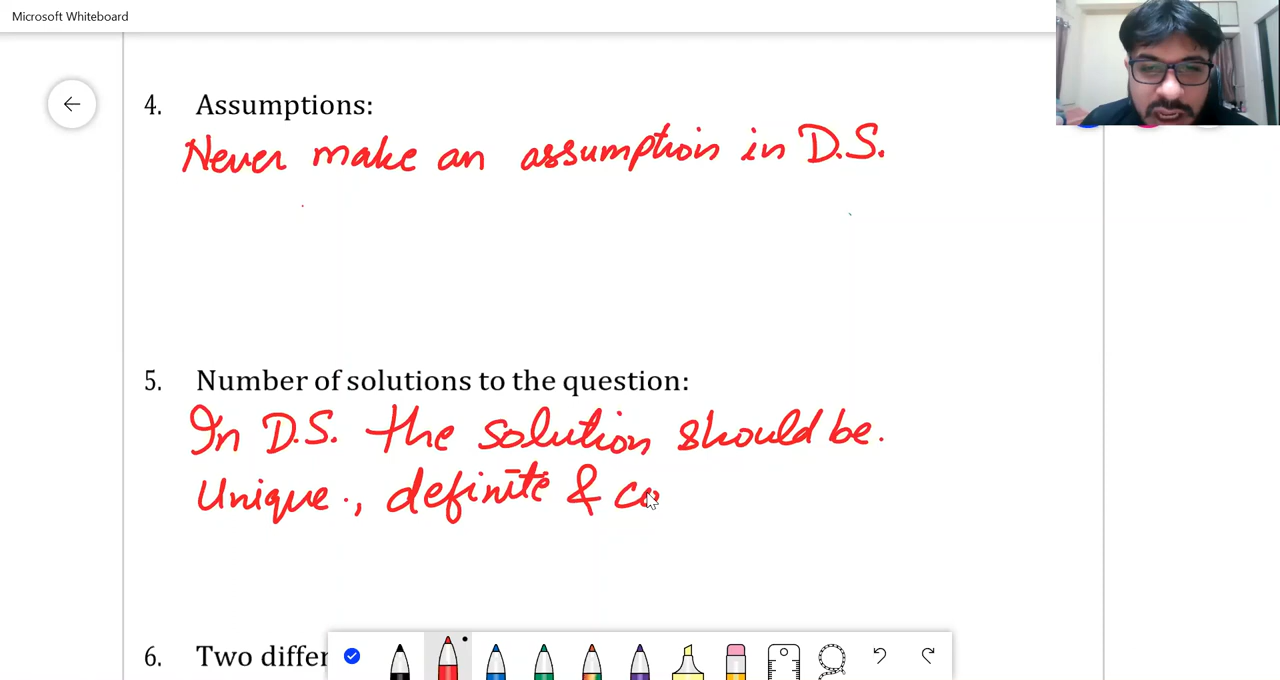 Microsoft Whiteboard
4. Assumptions:
Never make an assumption in D.S.
5. Number of solutions to the question:
In D.S. the solution should be.
Unique., definite & co
6. Two differ